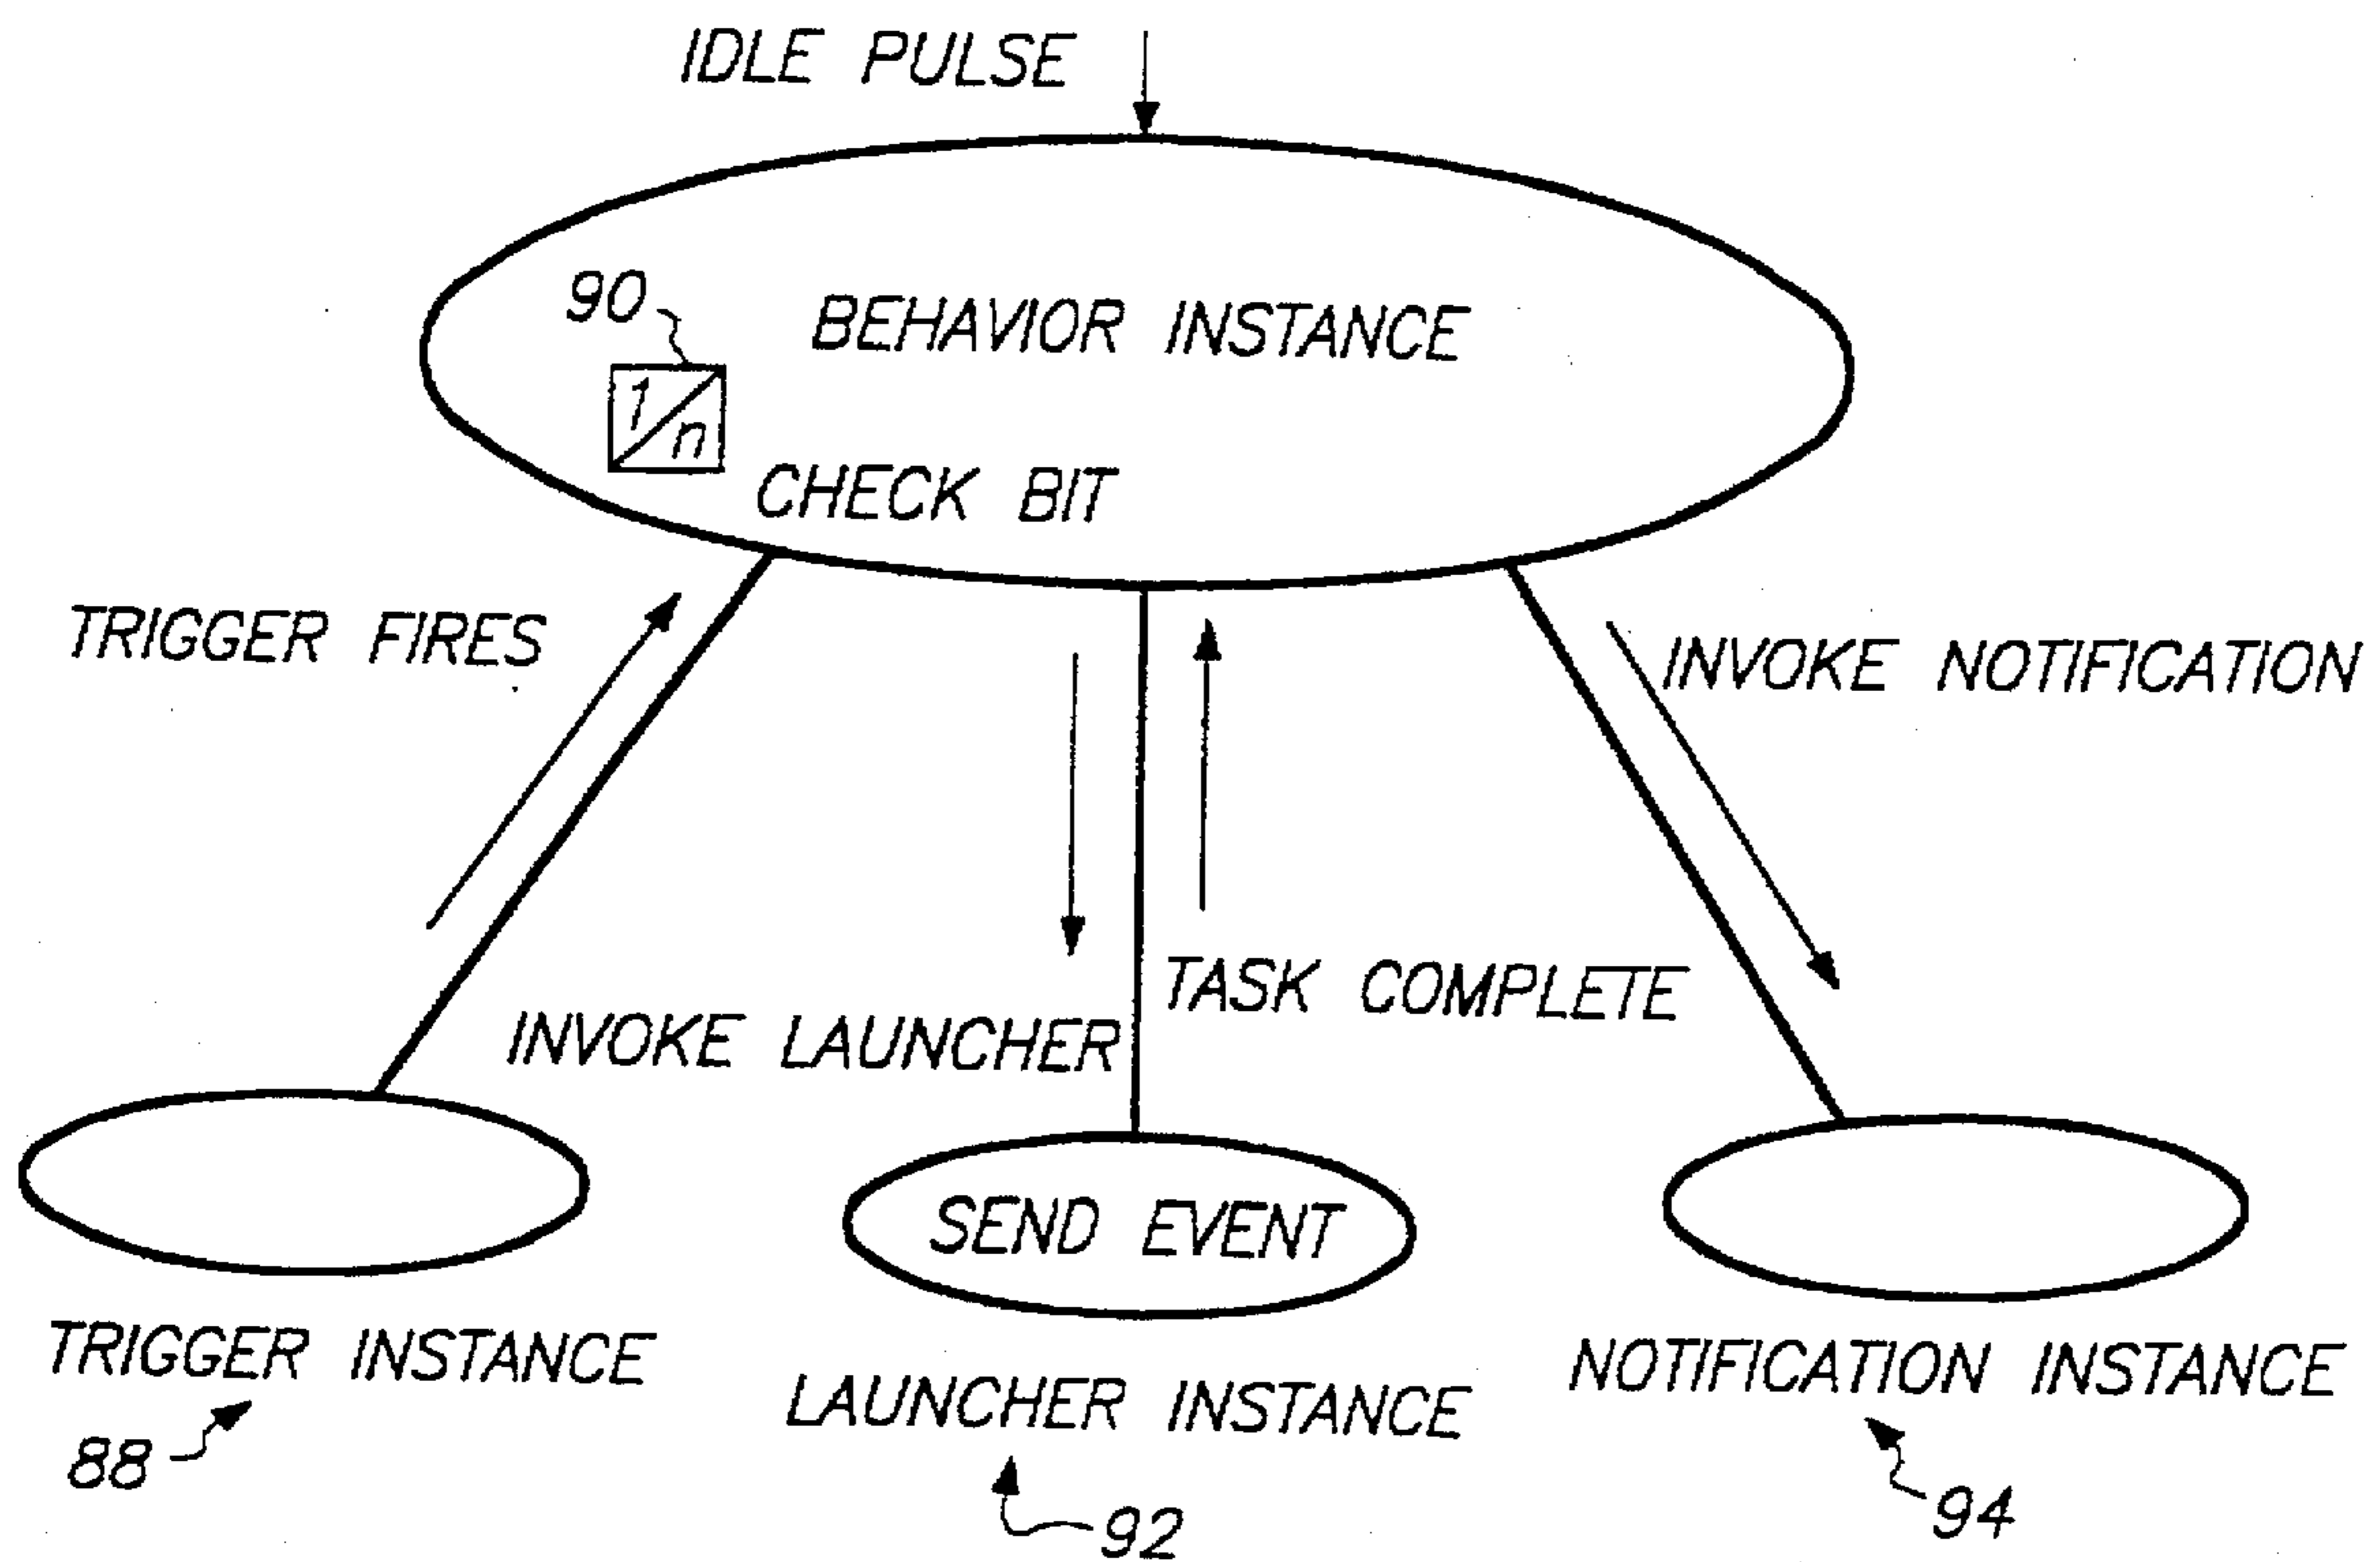 IDLE PULSE
90
BEHAVIOR INSTANCE
1/n
CHECK BIT
TRIGGER FIRES
INVOKE NOTIFICATION
TASK COMPLETE
INVOKE LAUNCHER
SEND EVENT
TRIGGER INSTANCE
NOTIFICATION INSTANCE
LAUNCHER INSTANCE
88
94
92